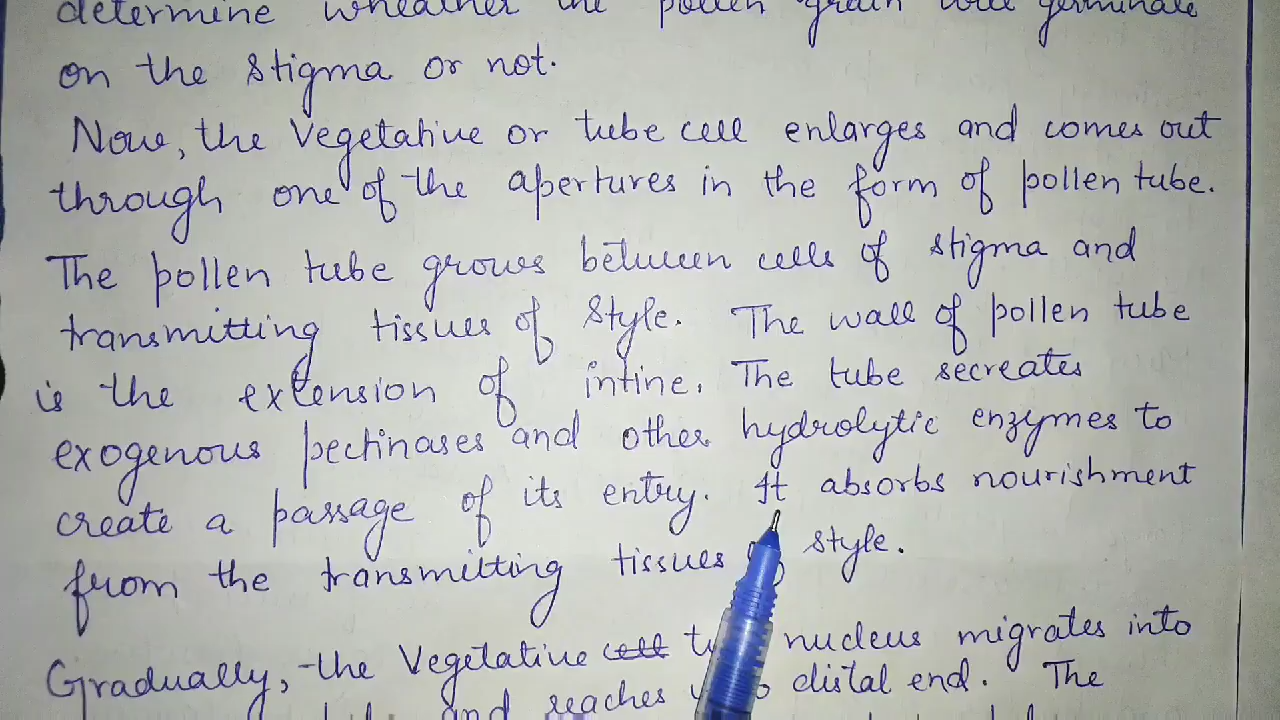 determine wheather the pollen grain will germinate
on the stigma or not.
Now, the Vegetative or tube cell enlarges and comes out
through one of the apertures in the form of pollen tube.
The pollen tube grows between cells of stigma and
transmitting tissues of style. The wall of pollen tube
is the extension of intine. The tube secreates
exogenous pectinases and other hydrolytic enzymes to
create a passage of its entry. It absorbs nourishment
from the transmitting tissues style.
Gradually, the Vegetative cell nucleus migrates into
and reaches distal end. The